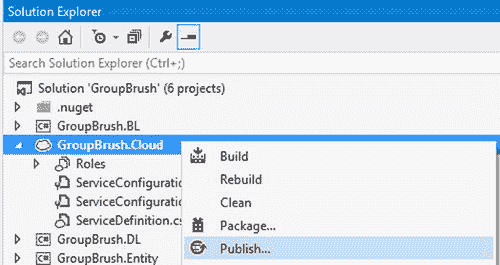 Solution Explorer
Search Solution Explorer (Ctrl+;)
Solution 'GroupBrush' (6 projects)
.nuget
C# GroupBrush.BL
GroupBrush.Cloud
Roles
ServiceConfiguratio
ServiceConfiguratio
ServiceDefinition.cs
C# GroupBrush.DL
C# GroupBrush.Entity
Build
Rebuild
Clean
Package...
Publish...